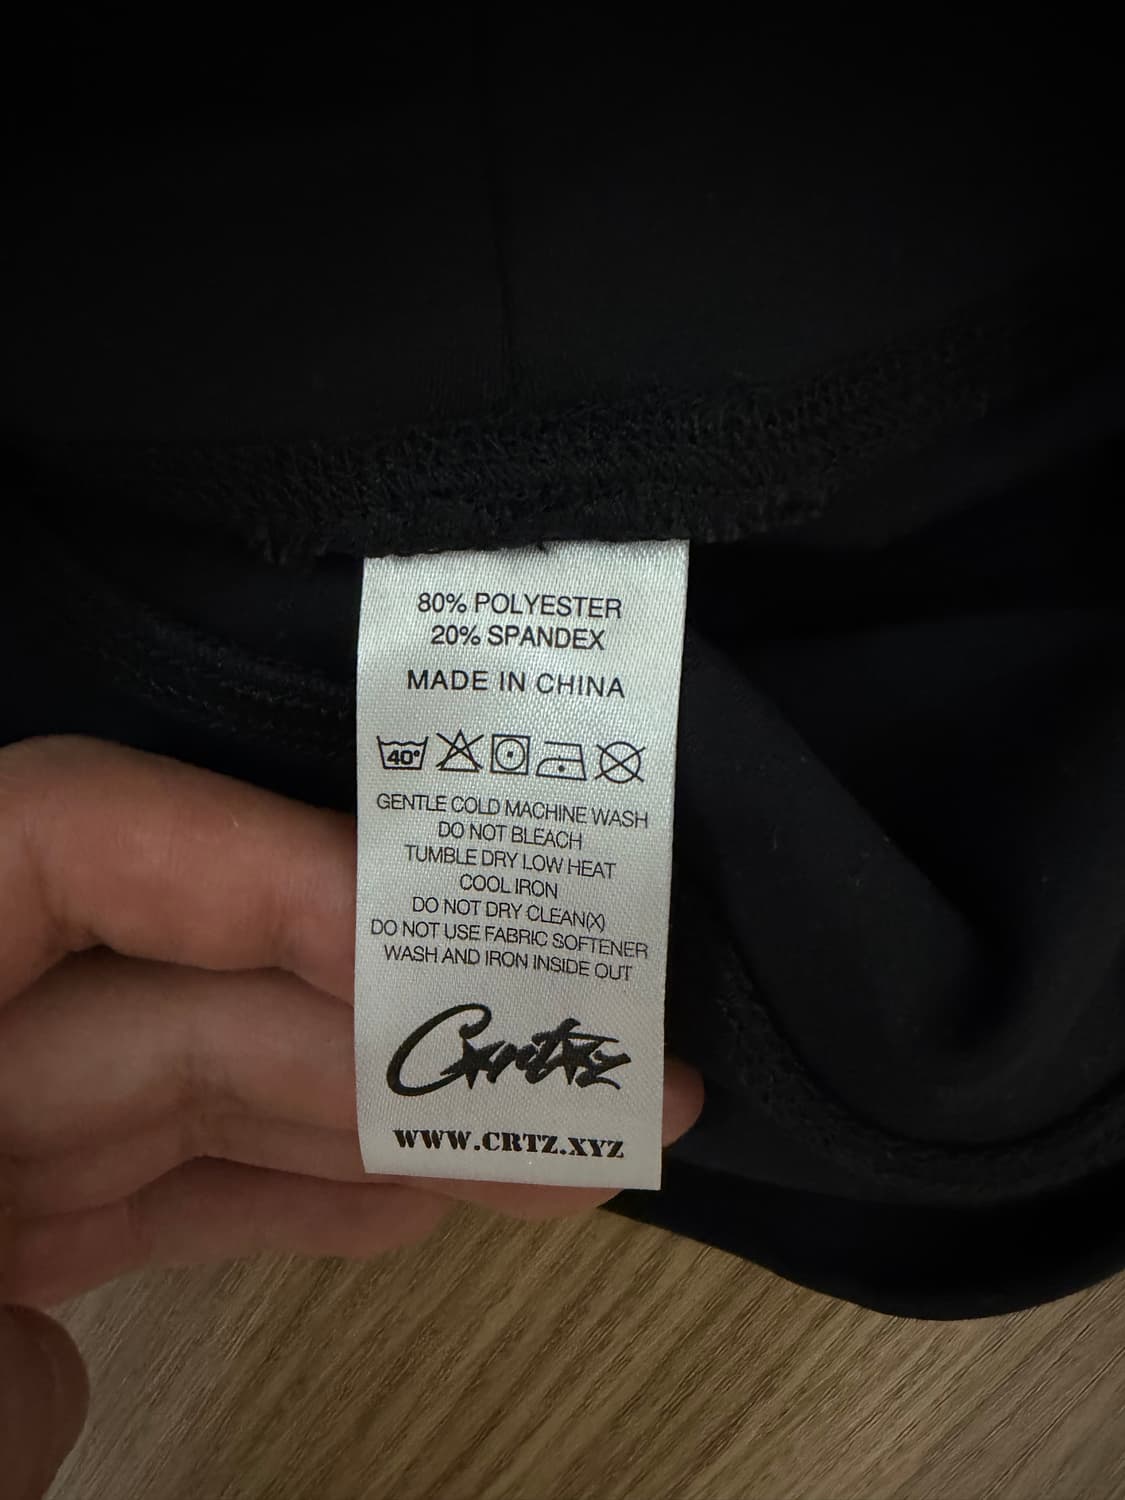 80% POLYESTER
20% SPANDEX
MADE IN CHINA
40°
GENTLE COLD MACHINE WASH
DO NOT BLEACH
TUMBLE DRY LOW HEAT
COOL IRON
DO NOT DRY CLEAN(X)
DO NOT USE FABRIC SOFTENER
WASH AND IRON INSIDE OUT
Crtz
WWW.CRTZ.XYZ